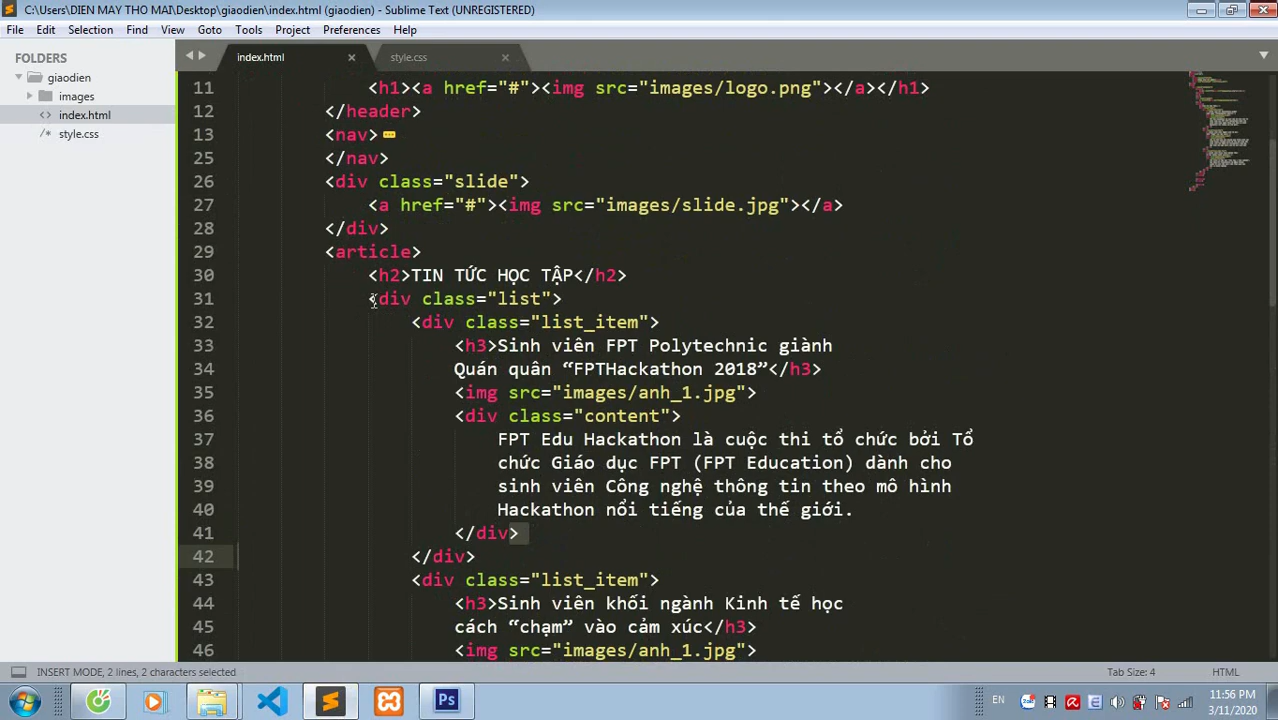 C:\Users\DIEN MAY THO MAI\Desktop\giaodien\index.html (giaodien) - Sublime Text (UNREGISTERED)
File Edit Selection Find View Goto Tools Project Preferences Help
FOLDERS
giaodien
images
index.html
style.css
index.html
style.css
11 <h1><a href="#"><img src="images/logo.png"></a></h1>
12 </header>
13 <nav>
25 </nav>
26 <div class="slide">
27 <a href="#"><img src="images/slide.jpg"></a>
28 </div>
29 <article>
30 <h2>TIN TỨC HỌC TẬP</h2>
31 <div class="list">
32 <div class="list_item">
33 <h3>Sinh viên FPT Polytechnic giành
34 Quán quân “FPTHackathon 2018”</h3>
35 <img src="images/anh_1.jpg">
36 <div class="content">
37 FPT Edu Hackathon là cuộc thi tổ chức bởi Tổ
38 chức Giáo dục FPT (FPT Education) dành cho
39 sinh viên Công nghệ thông tin theo mô hình
40 Hackathon nổi tiếng của thế giới.
41 </div>
42 </div>
43 <div class="list_item">
44 <h3>Sinh viên khối ngành Kinh tế học
45 cách “chạm” vào cảm xúc</h3>
46 <img src="images/anh_1.jpg">
INSERT MODE, 2 lines, 2 characters selected
Tab Size: 4
HTML
Ps
EN
11:56 PM
3/11/2020